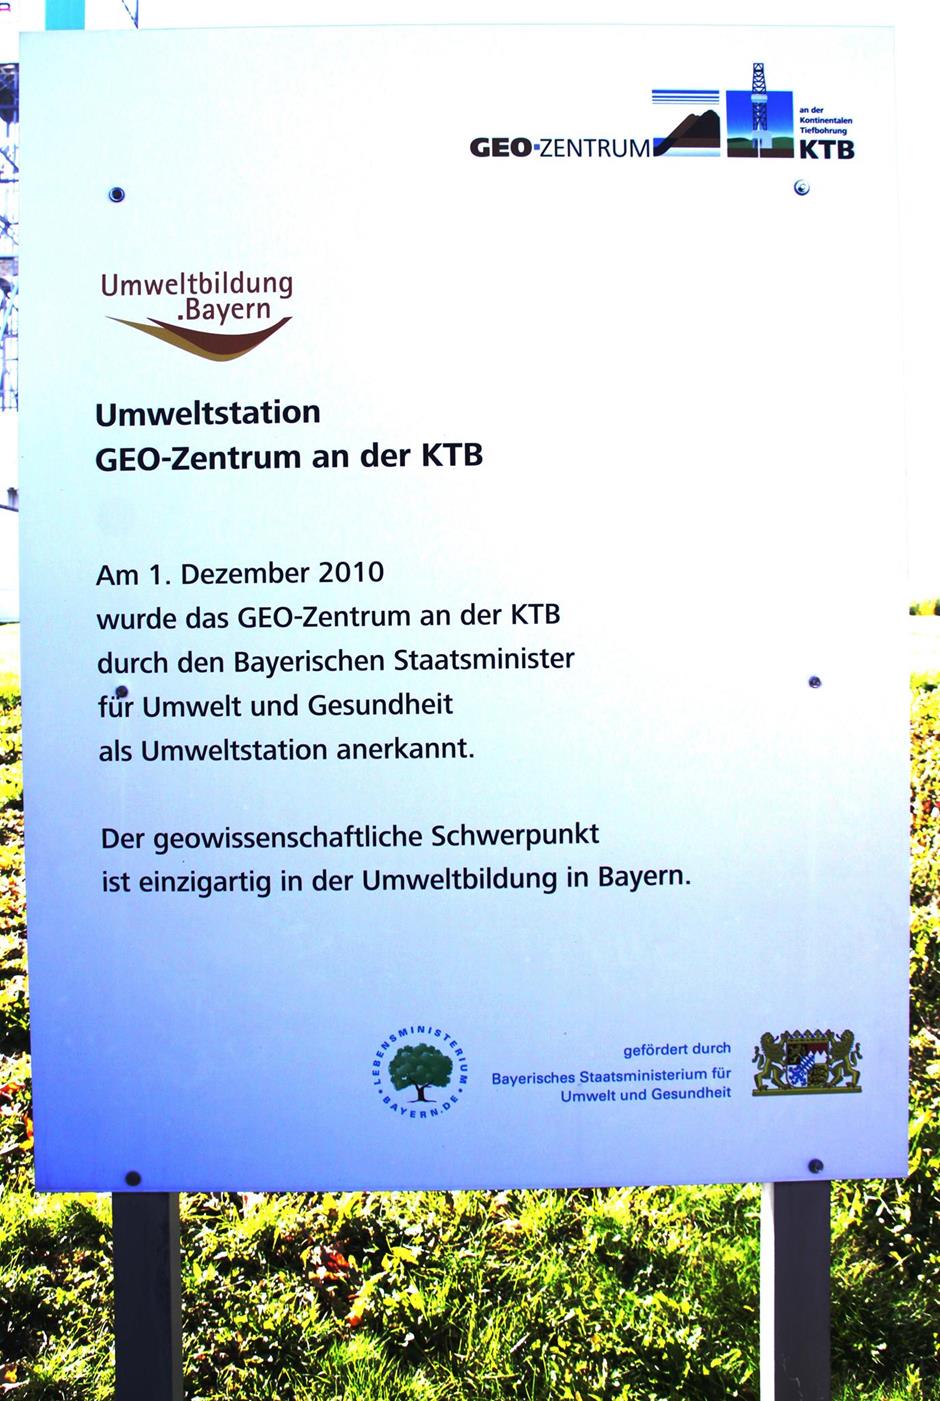 GEO-ZENTRUM
an der
Kontinentalen
Tiefbohrung
KTB
Umweltbildung
.Bayern
Umweltstation
GEO-Zentrum an der KTB
Am 1. Dezember 2010
wurde das GEO-Zentrum an der KTB
durch den Bayerischen Staatsminister
für Umwelt und Gesundheit
als Umweltstation anerkannt.
Der geowissenschaftliche Schwerpunkt
ist einzigartig in der Umweltbildung in Bayern.
LEBENSMINISTERIUM
BAYERN.DE
gefördert durch
Bayerisches Staatsministerium für
Umwelt und Gesundheit